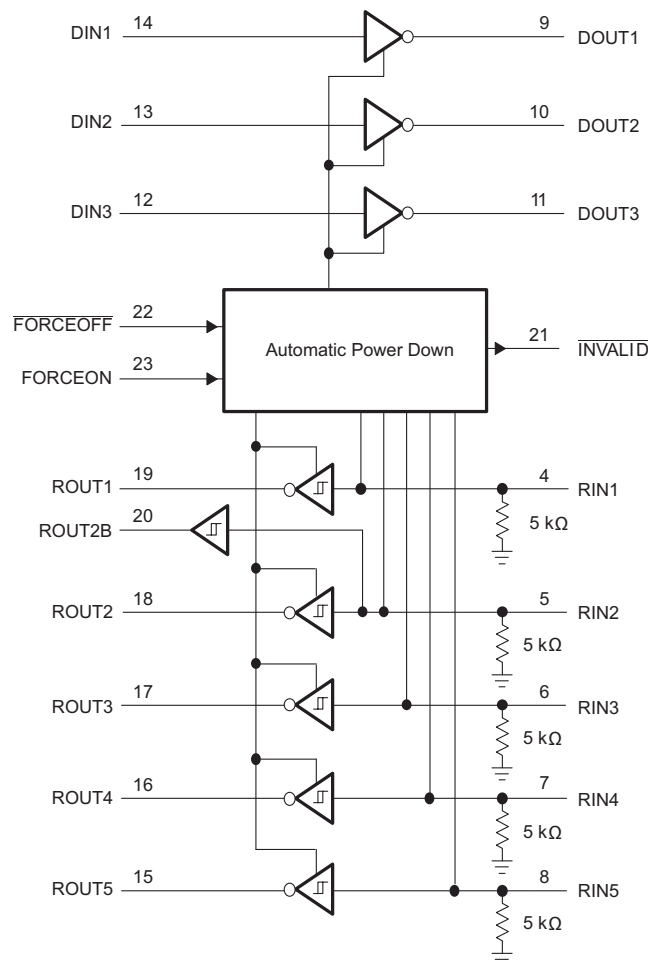 DIN1 14 9 DOUT1
DIN2 13 10 DOUT2
DIN3 12 11 DOUT3
FORCEOFF 22 Automatic Power Down 21 INVALID
FORCEON 23
ROUT1 19 4 RIN1
5 kΩ
ROUT2B 20
ROUT2 18 5 RIN2
5 kΩ
ROUT3 17 6 RIN3
5 kΩ
ROUT4 16 7 RIN4
5 kΩ
ROUT5 15 8 RIN5
5 kΩ